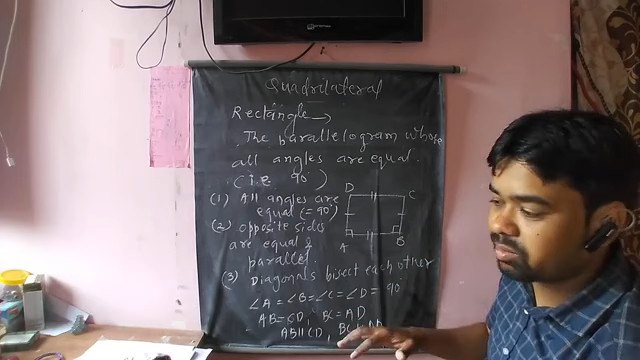 Quadrilateral
Rectangle →
The parallelogram whose
all angles are equal.
(i.e 90°)
(1) All angles are
equal (= 90°)
(2) opposite sides
are equal &
parallel.
(3) Diagonals bisect each other
D C
A B
∠A = ∠B = ∠C = ∠D = 90°
AB = CD, BC = AD
AB || CD, BC || AD